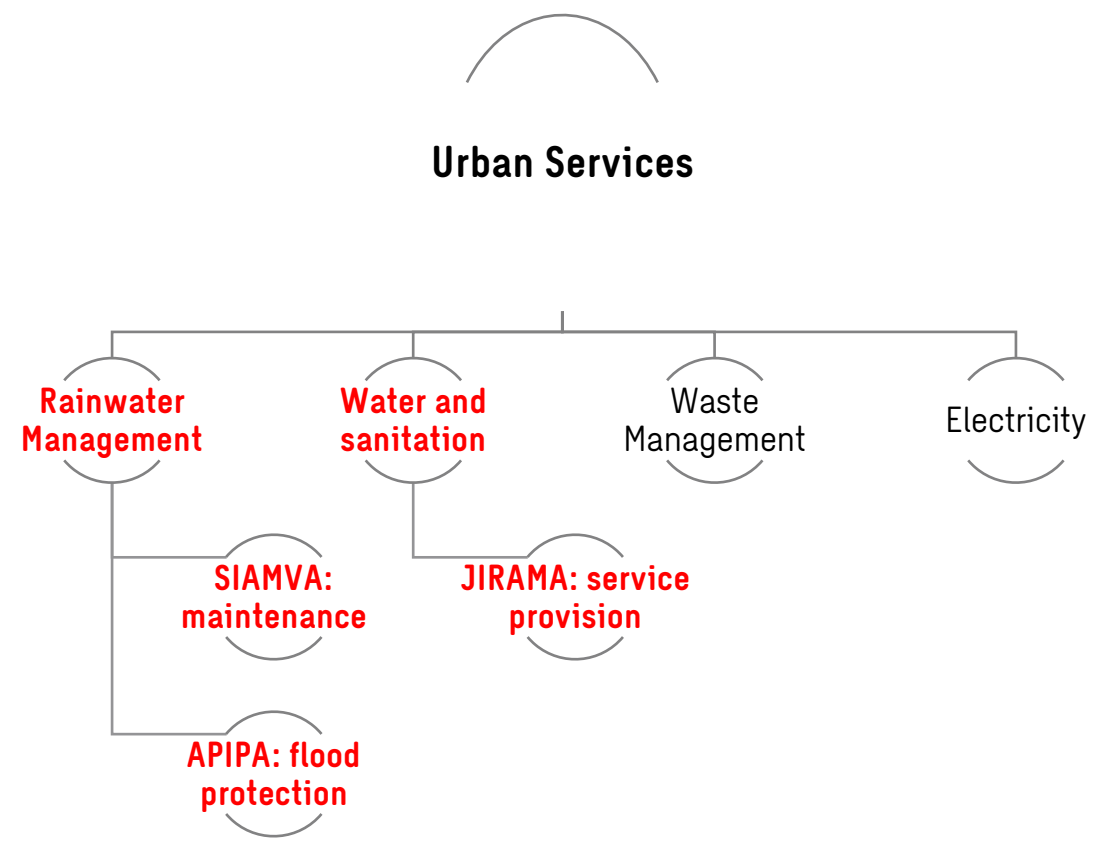 Urban Services
Rainwater
Management
Water and
sanitation
Waste
Management
Electricity
SIAMVA:
maintenance
JIRAMA: service
provision
APIPA: flood
protection